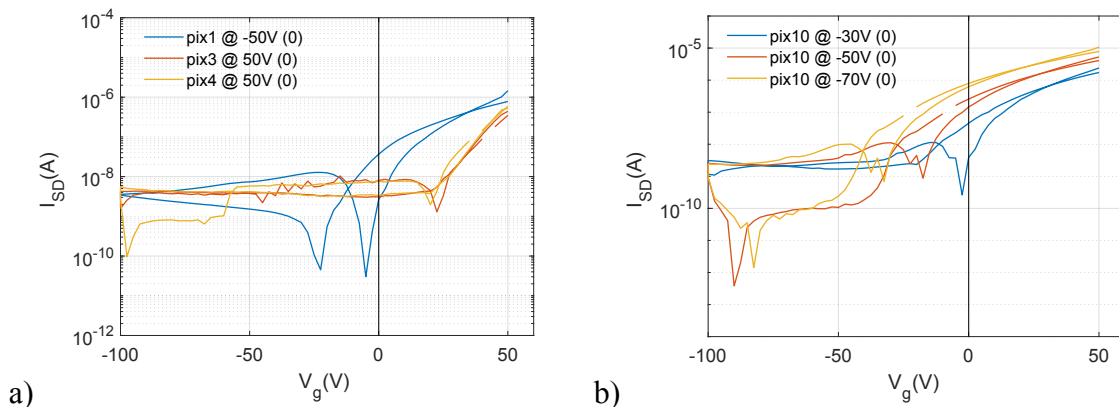 10^-4
10^-6
10^-8
10^-10
10^-12
I_SD(A)
pix1 @ -50V (0)
pix3 @ 50V (0)
pix4 @ 50V (0)
-100
-50
0
50
V_g(V)
a)
10^-5
10^-10
I_SD(A)
pix10 @ -30V (0)
pix10 @ -50V (0)
pix10 @ -70V (0)
-100
-50
0
50
V_g(V)
b)